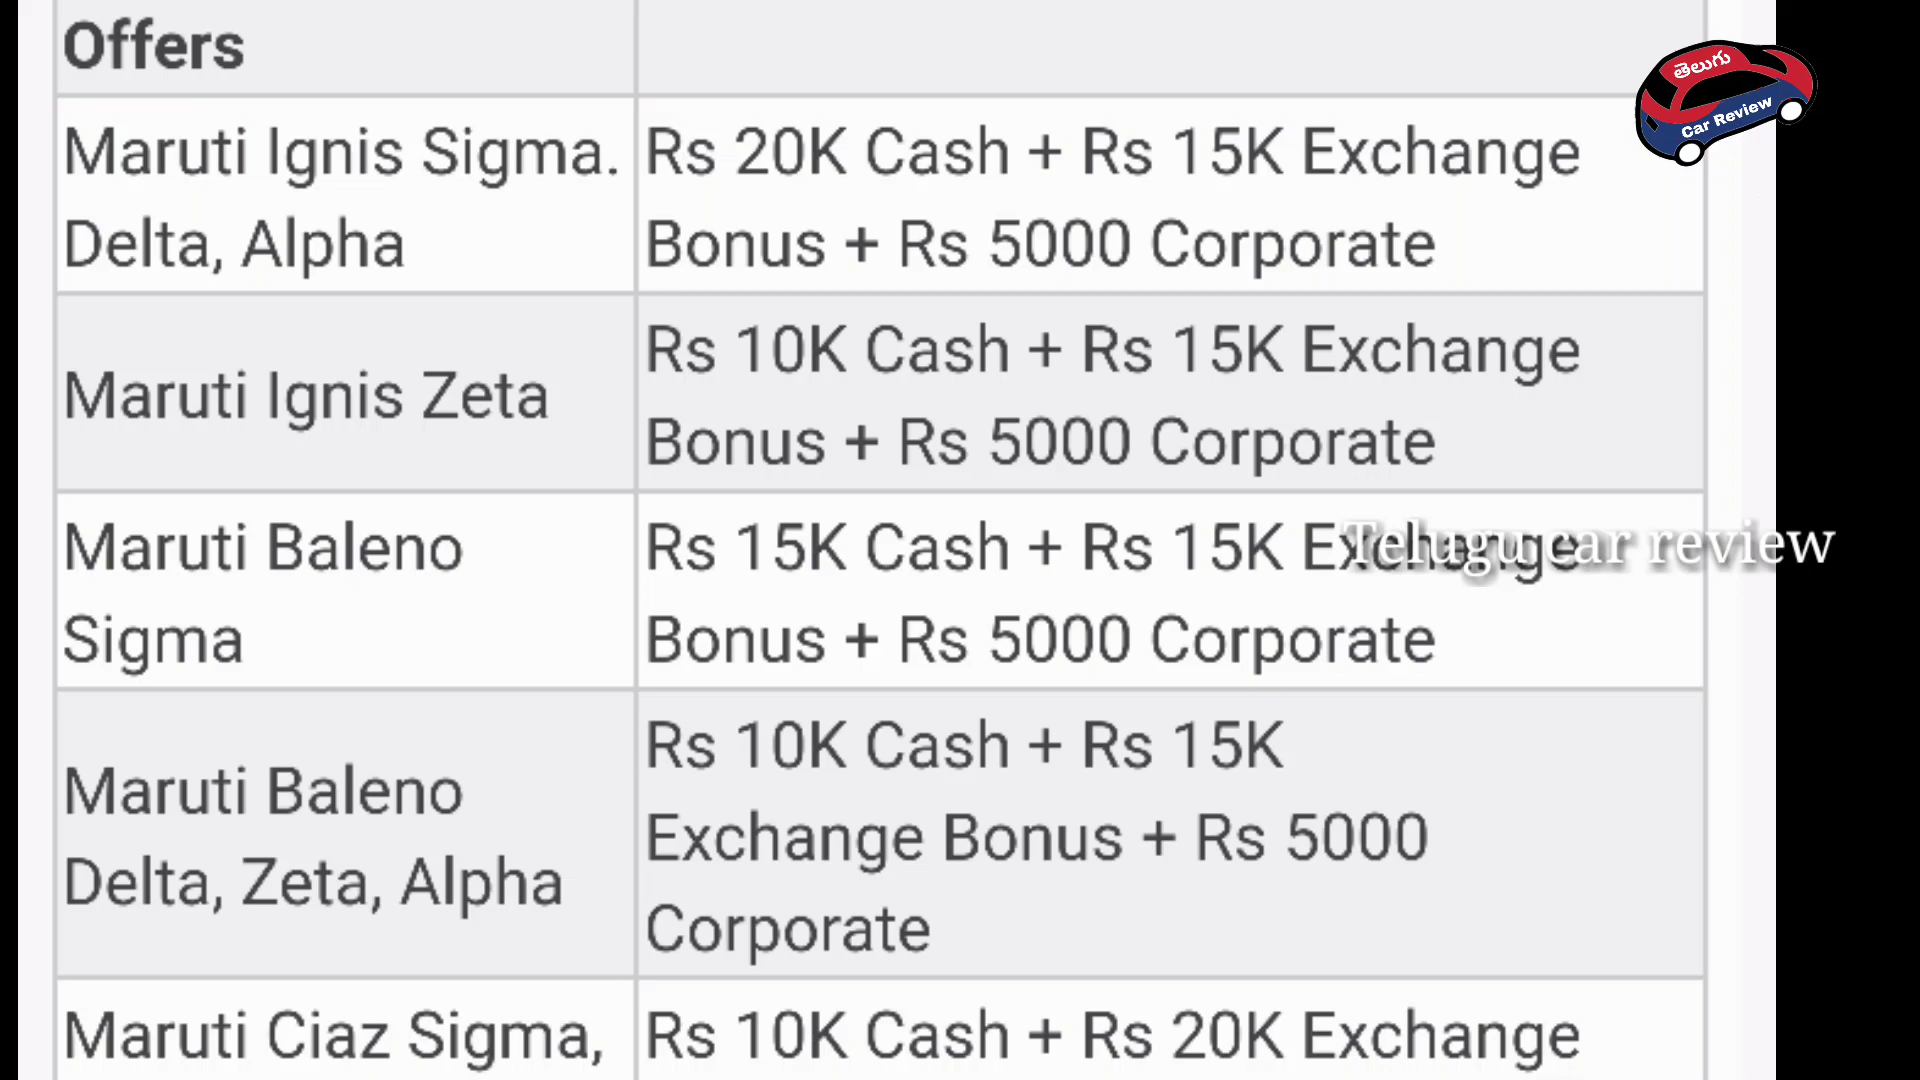 Offers
Maruti Ignis Sigma.
Delta, Alpha
Rs 20K Cash + Rs 15K Exchange
Bonus + Rs 5000 Corporate
Maruti Ignis Zeta
Rs 10K Cash + Rs 15K Exchange
Bonus + Rs 5000 Corporate
Maruti Baleno
Sigma
Rs 15K Cash + Rs 15K Exchange
Bonus + Rs 5000 Corporate
Maruti Baleno
Delta, Zeta, Alpha
Rs 10K Cash + Rs 15K
Exchange Bonus + Rs 5000
Corporate
Maruti Ciaz Sigma,
Rs 10K Cash + Rs 20K Exchange
తెలుగు
Car Review
Telugu car review